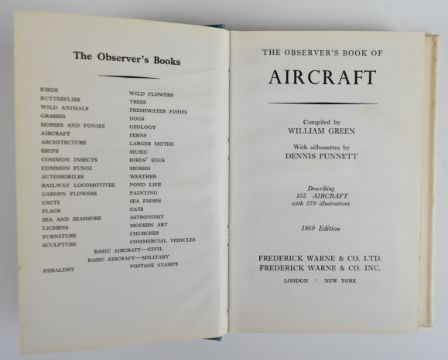 The Observer's Books
BIRDS
BUTTERFLIES
WILD ANIMALS
GRASSES
HORSES AND PONIES
AIRCRAFT
ARCHITECTURE
SHIPS
COMMON INSECTS
COMMON FUNGI
AUTOMOBILES
RAILWAY LOCOMOTIVES
GARDEN FLOWERS
CACTI
FLAGS
SEA AND SEASHORE
LICHENS
FURNITURE
SCULPTURE
WILD FLOWERS
TREES
FRESHWATER FISHES
DOGS
GEOLOGY
FERNS
LARGER MOTHS
MUSIC
BIRDS' EGGS
MOSSES
WEATHER
POND LIFE
PAINTING
SEA FISHES
CATS
ASTRONOMY
MODERN ART
CHURCHES
COMMERCIAL VEHICLES
BASIC AIRCRAFT—CIVIL
BASIC AIRCRAFT—MILITARY
HERALDRY
POSTAGE STAMPS
THE OBSERVER'S BOOK OF
AIRCRAFT
Compiled by
WILLIAM GREEN
With silhouettes by
DENNIS PUNNETT
Describing
AIRCRAFT
with illustrations
1969 Edition
FREDERICK WARNE & CO. LTD.
FREDERICK WARNE & CO. INC.
LONDON · NEW YORK